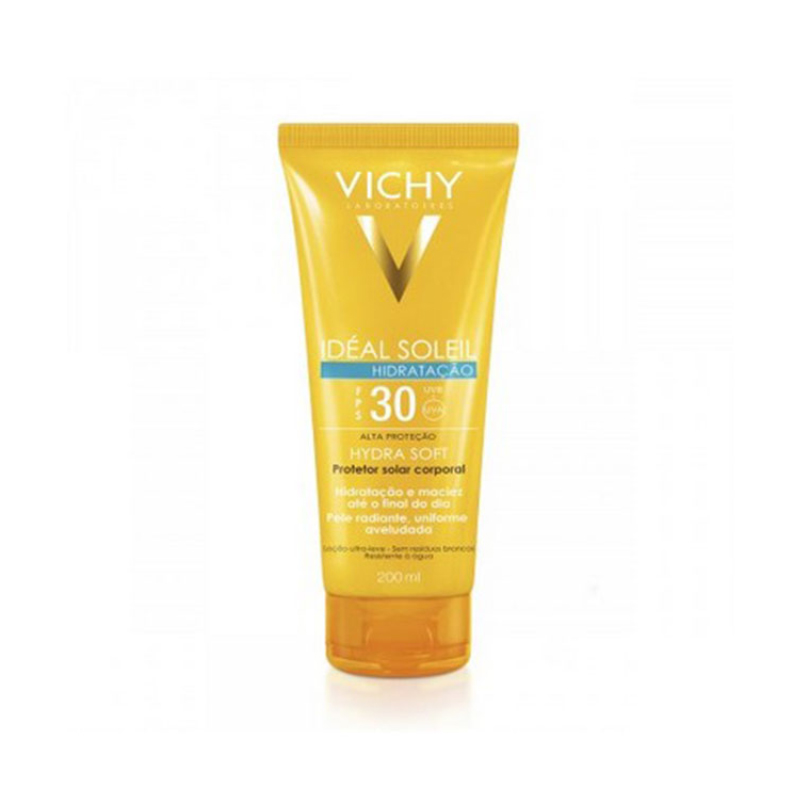 VICHY
LABORATOIRES
IDÉAL SOLEIL
HIDRATAÇÃO
FPS 30 UVB + UVA
ALTA PROTEÇÃO
HYDRA SOFT
Protetor solar corporal
Hidratação e maciez
até o final do dia
Pele radiante, uniforme
aveludada
Loção ultra-leve - Sem resíduos brancos
Resistente à água
200 ml